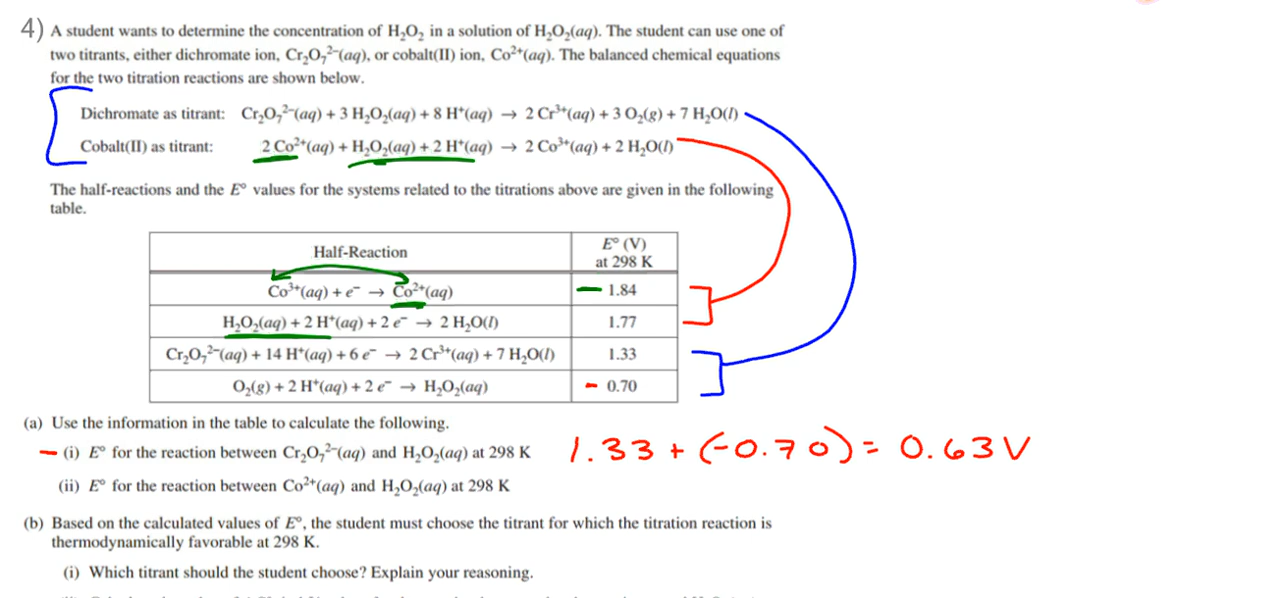 4) A student wants to determine the concentration of H₂O₂ in a solution of H₂O₂(aq). The student can use one of
two titrants, either dichromate ion, Cr₂O₇²⁻(aq), or cobalt(II) ion, Co²⁺(aq). The balanced chemical equations
for the two titration reactions are shown below.
Dichromate as titrant: Cr₂O₇²⁻(aq) + 3 H₂O₂(aq) + 8 H⁺(aq) → 2 Cr³⁺(aq) + 3 O₂(g) + 7 H₂O(l)
Cobalt(II) as titrant: 2 Co²⁺(aq) + H₂O₂(aq) + 2 H⁺(aq) → 2 Co³⁺(aq) + 2 H₂O(l)
The half-reactions and the E° values for the systems related to the titrations above are given in the following
table.
Half-Reaction E° (V)
at 298 K
Co³⁺(aq) + e⁻ → Co²⁺(aq) – 1.84
H₂O₂(aq) + 2 H⁺(aq) + 2 e⁻ → 2 H₂O(l) 1.77
Cr₂O₇²⁻(aq) + 14 H⁺(aq) + 6 e⁻ → 2 Cr³⁺(aq) + 7 H₂O(l) 1.33
O₂(g) + 2 H⁺(aq) + 2 e⁻ → H₂O₂(aq) - 0.70
(a) Use the information in the table to calculate the following.
– (i) E° for the reaction between Cr₂O₇²⁻(aq) and H₂O₂(aq) at 298 K 1.33 + (-0.70) = 0.63 V
(ii) E° for the reaction between Co²⁺(aq) and H₂O₂(aq) at 298 K
(b) Based on the calculated values of E°, the student must choose the titrant for which the titration reaction is
thermodynamically favorable at 298 K.
(i) Which titrant should the student choose? Explain your reasoning.